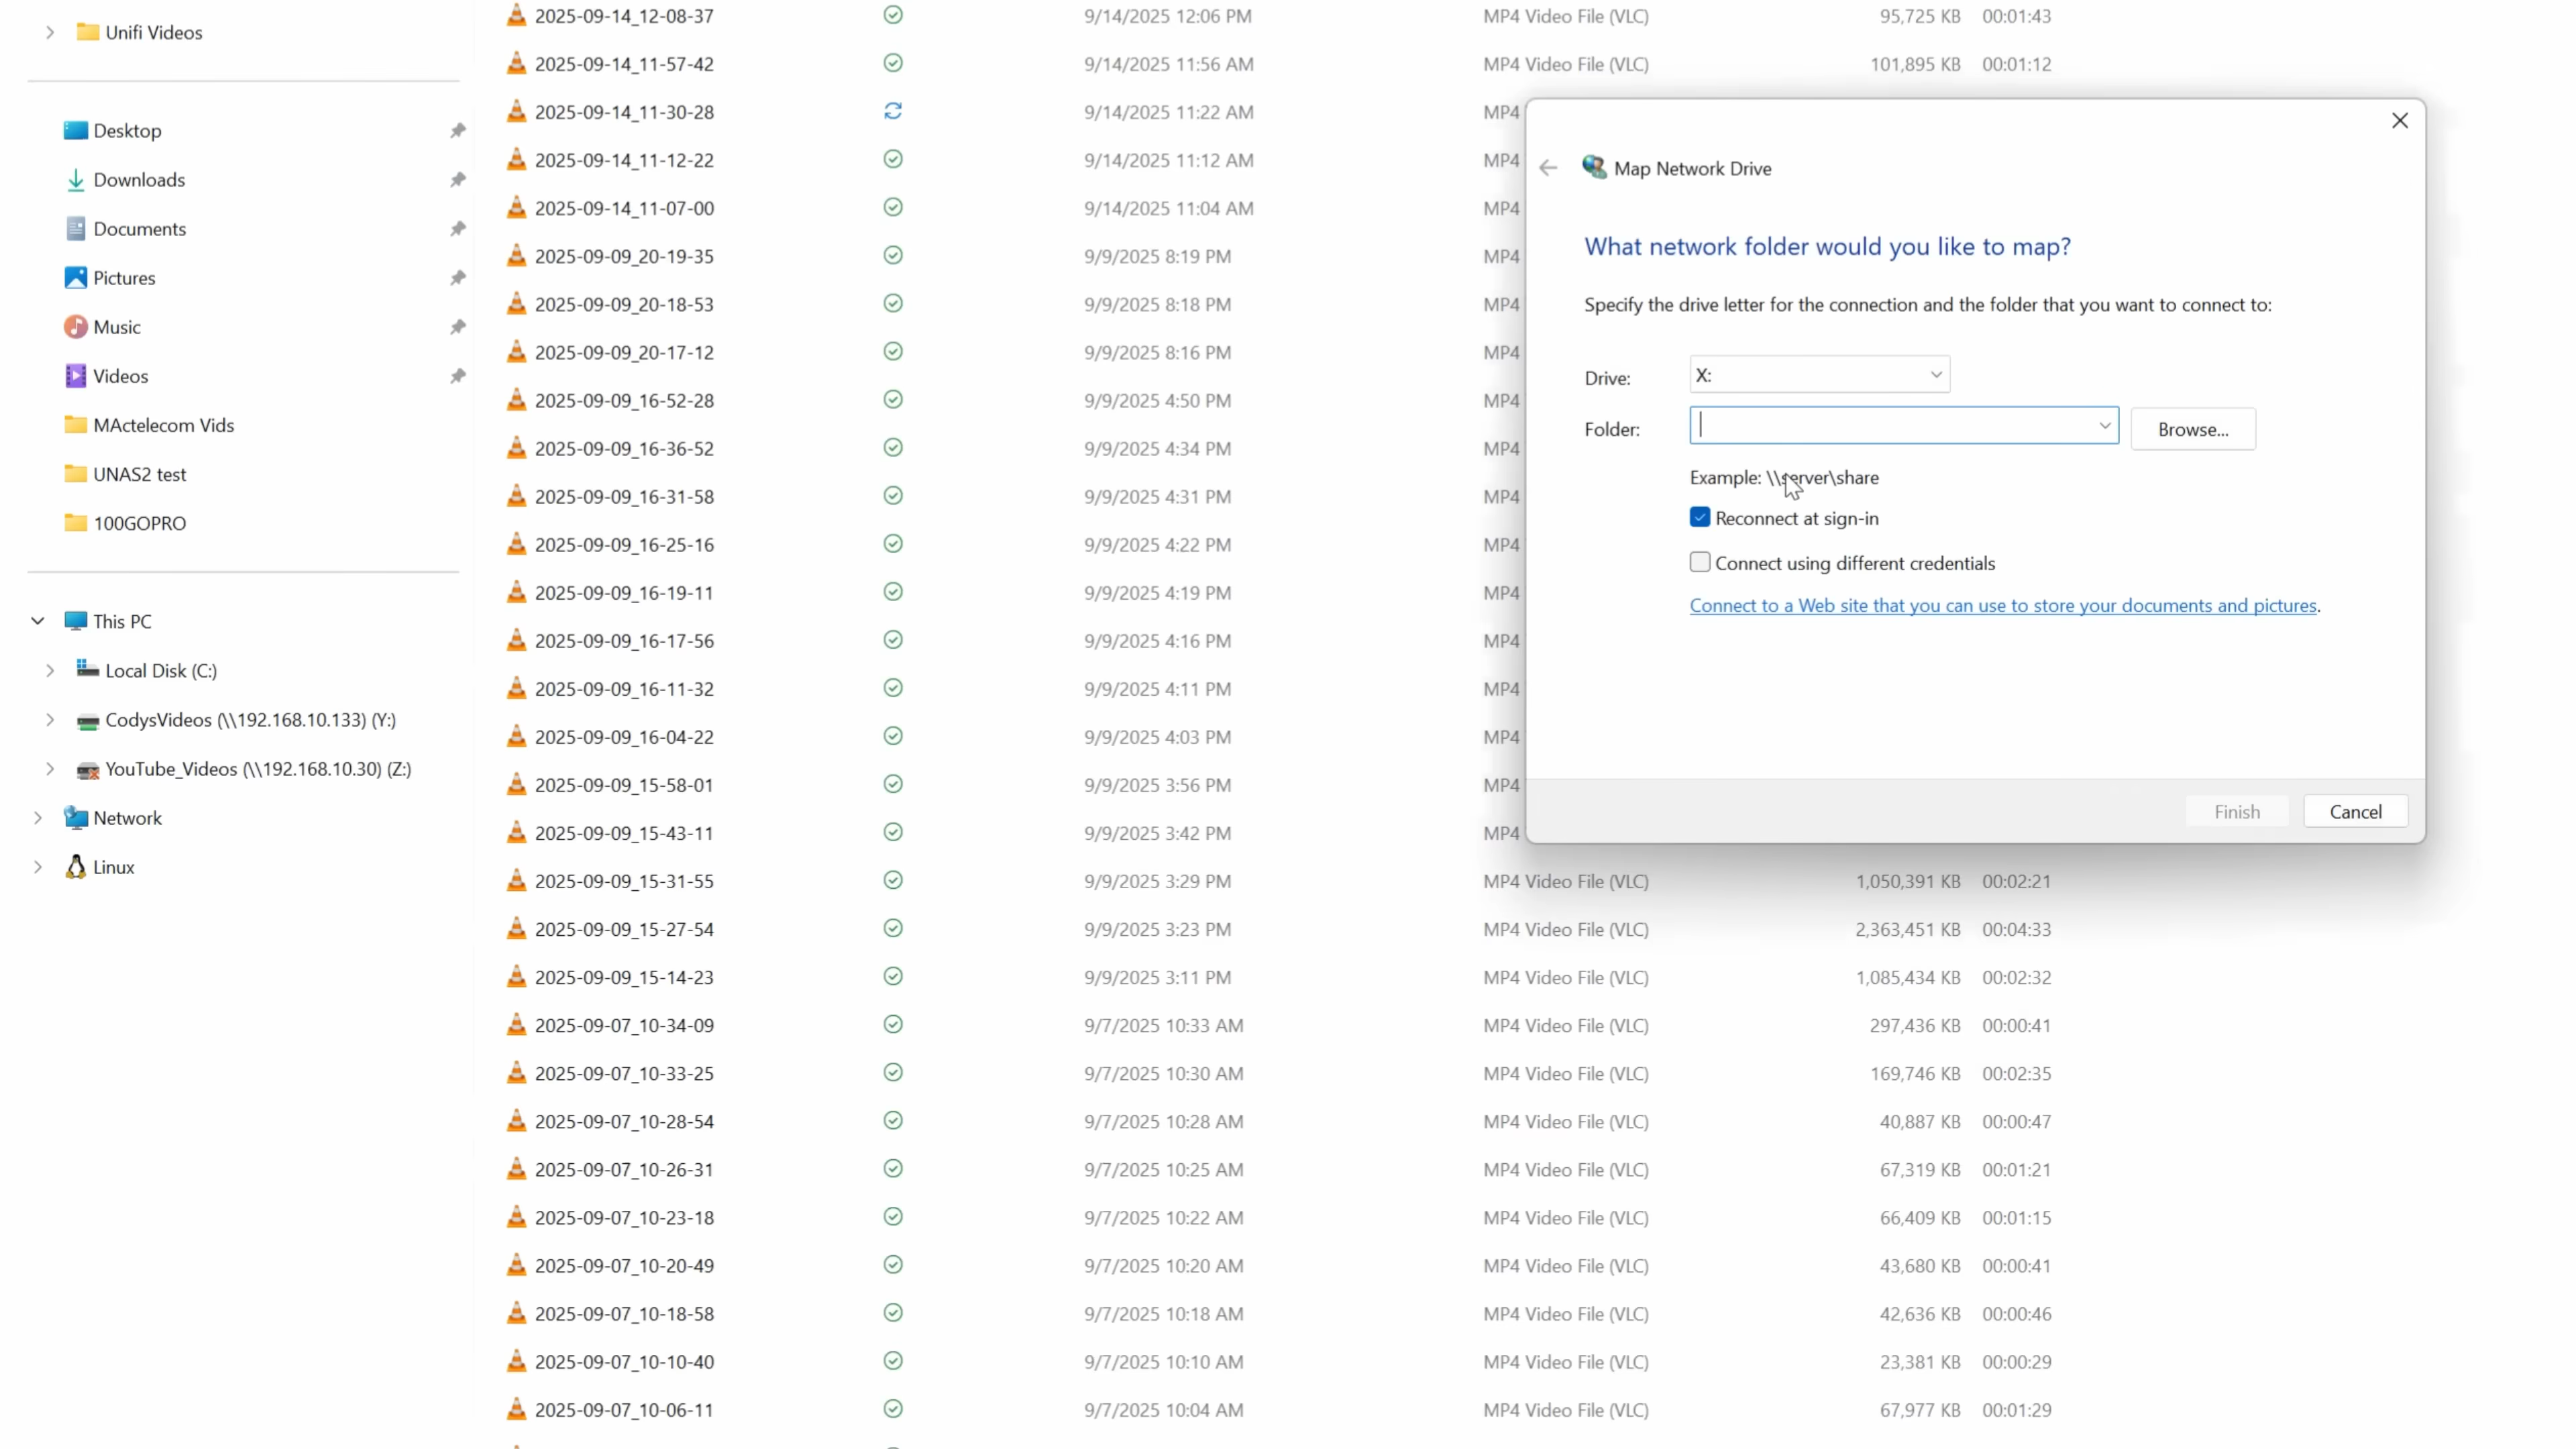 Unifi Videos
Desktop
Downloads
Documents
Pictures
Music
Videos
MActelecom Vids
UNAS2 test
100GOPRO
This PC
Local Disk (C:)
CodysVideos (\\192.168.10.133) (Y:)
YouTube_Videos (\\192.168.10.30) (Z:)
Network
Linux
2025-09-14_12-08-37 9/14/2025 12:06 PM MP4 Video File (VLC) 95,725 KB 00:01:43
2025-09-14_11-57-42 9/14/2025 11:56 AM MP4 Video File (VLC) 101,895 KB 00:01:12
2025-09-14_11-30-28 9/14/2025 11:22 AM MP4
2025-09-14_11-12-22 9/14/2025 11:12 AM MP4
2025-09-14_11-07-00 9/14/2025 11:04 AM MP4
2025-09-09_20-19-35 9/9/2025 8:19 PM MP4
2025-09-09_20-18-53 9/9/2025 8:18 PM MP4
2025-09-09_20-17-12 9/9/2025 8:16 PM MP4
2025-09-09_16-52-28 9/9/2025 4:50 PM MP4
2025-09-09_16-36-52 9/9/2025 4:34 PM MP4
2025-09-09_16-31-58 9/9/2025 4:31 PM MP4
2025-09-09_16-25-16 9/9/2025 4:22 PM MP4
2025-09-09_16-19-11 9/9/2025 4:19 PM MP4
2025-09-09_16-17-56 9/9/2025 4:16 PM MP4
2025-09-09_16-11-32 9/9/2025 4:11 PM MP4
2025-09-09_16-04-22 9/9/2025 4:03 PM MP4
2025-09-09_15-58-01 9/9/2025 3:56 PM MP4
2025-09-09_15-43-11 9/9/2025 3:42 PM MP4
2025-09-09_15-31-55 9/9/2025 3:29 PM MP4 Video File (VLC) 1,050,391 KB 00:02:21
2025-09-09_15-27-54 9/9/2025 3:23 PM MP4 Video File (VLC) 2,363,451 KB 00:04:33
2025-09-09_15-14-23 9/9/2025 3:11 PM MP4 Video File (VLC) 1,085,434 KB 00:02:32
2025-09-07_10-34-09 9/7/2025 10:33 AM MP4 Video File (VLC) 297,436 KB 00:00:41
2025-09-07_10-33-25 9/7/2025 10:30 AM MP4 Video File (VLC) 169,746 KB 00:02:35
2025-09-07_10-28-54 9/7/2025 10:28 AM MP4 Video File (VLC) 40,887 KB 00:00:47
2025-09-07_10-26-31 9/7/2025 10:25 AM MP4 Video File (VLC) 67,319 KB 00:01:21
2025-09-07_10-23-18 9/7/2025 10:22 AM MP4 Video File (VLC) 66,409 KB 00:01:15
2025-09-07_10-20-49 9/7/2025 10:20 AM MP4 Video File (VLC) 43,680 KB 00:00:41
2025-09-07_10-18-58 9/7/2025 10:18 AM MP4 Video File (VLC) 42,636 KB 00:00:46
2025-09-07_10-10-40 9/7/2025 10:10 AM MP4 Video File (VLC) 23,381 KB 00:00:29
2025-09-07_10-06-11 9/7/2025 10:04 AM MP4 Video File (VLC) 67,977 KB 00:01:29
Map Network Drive
What network folder would you like to map?
Specify the drive letter for the connection and the folder that you want to connect to:
Drive: X:
Folder: Browse...
Example: \\server\share
Reconnect at sign-in
Connect using different credentials
Connect to a Web site that you can use to store your documents and pictures.
Finish Cancel